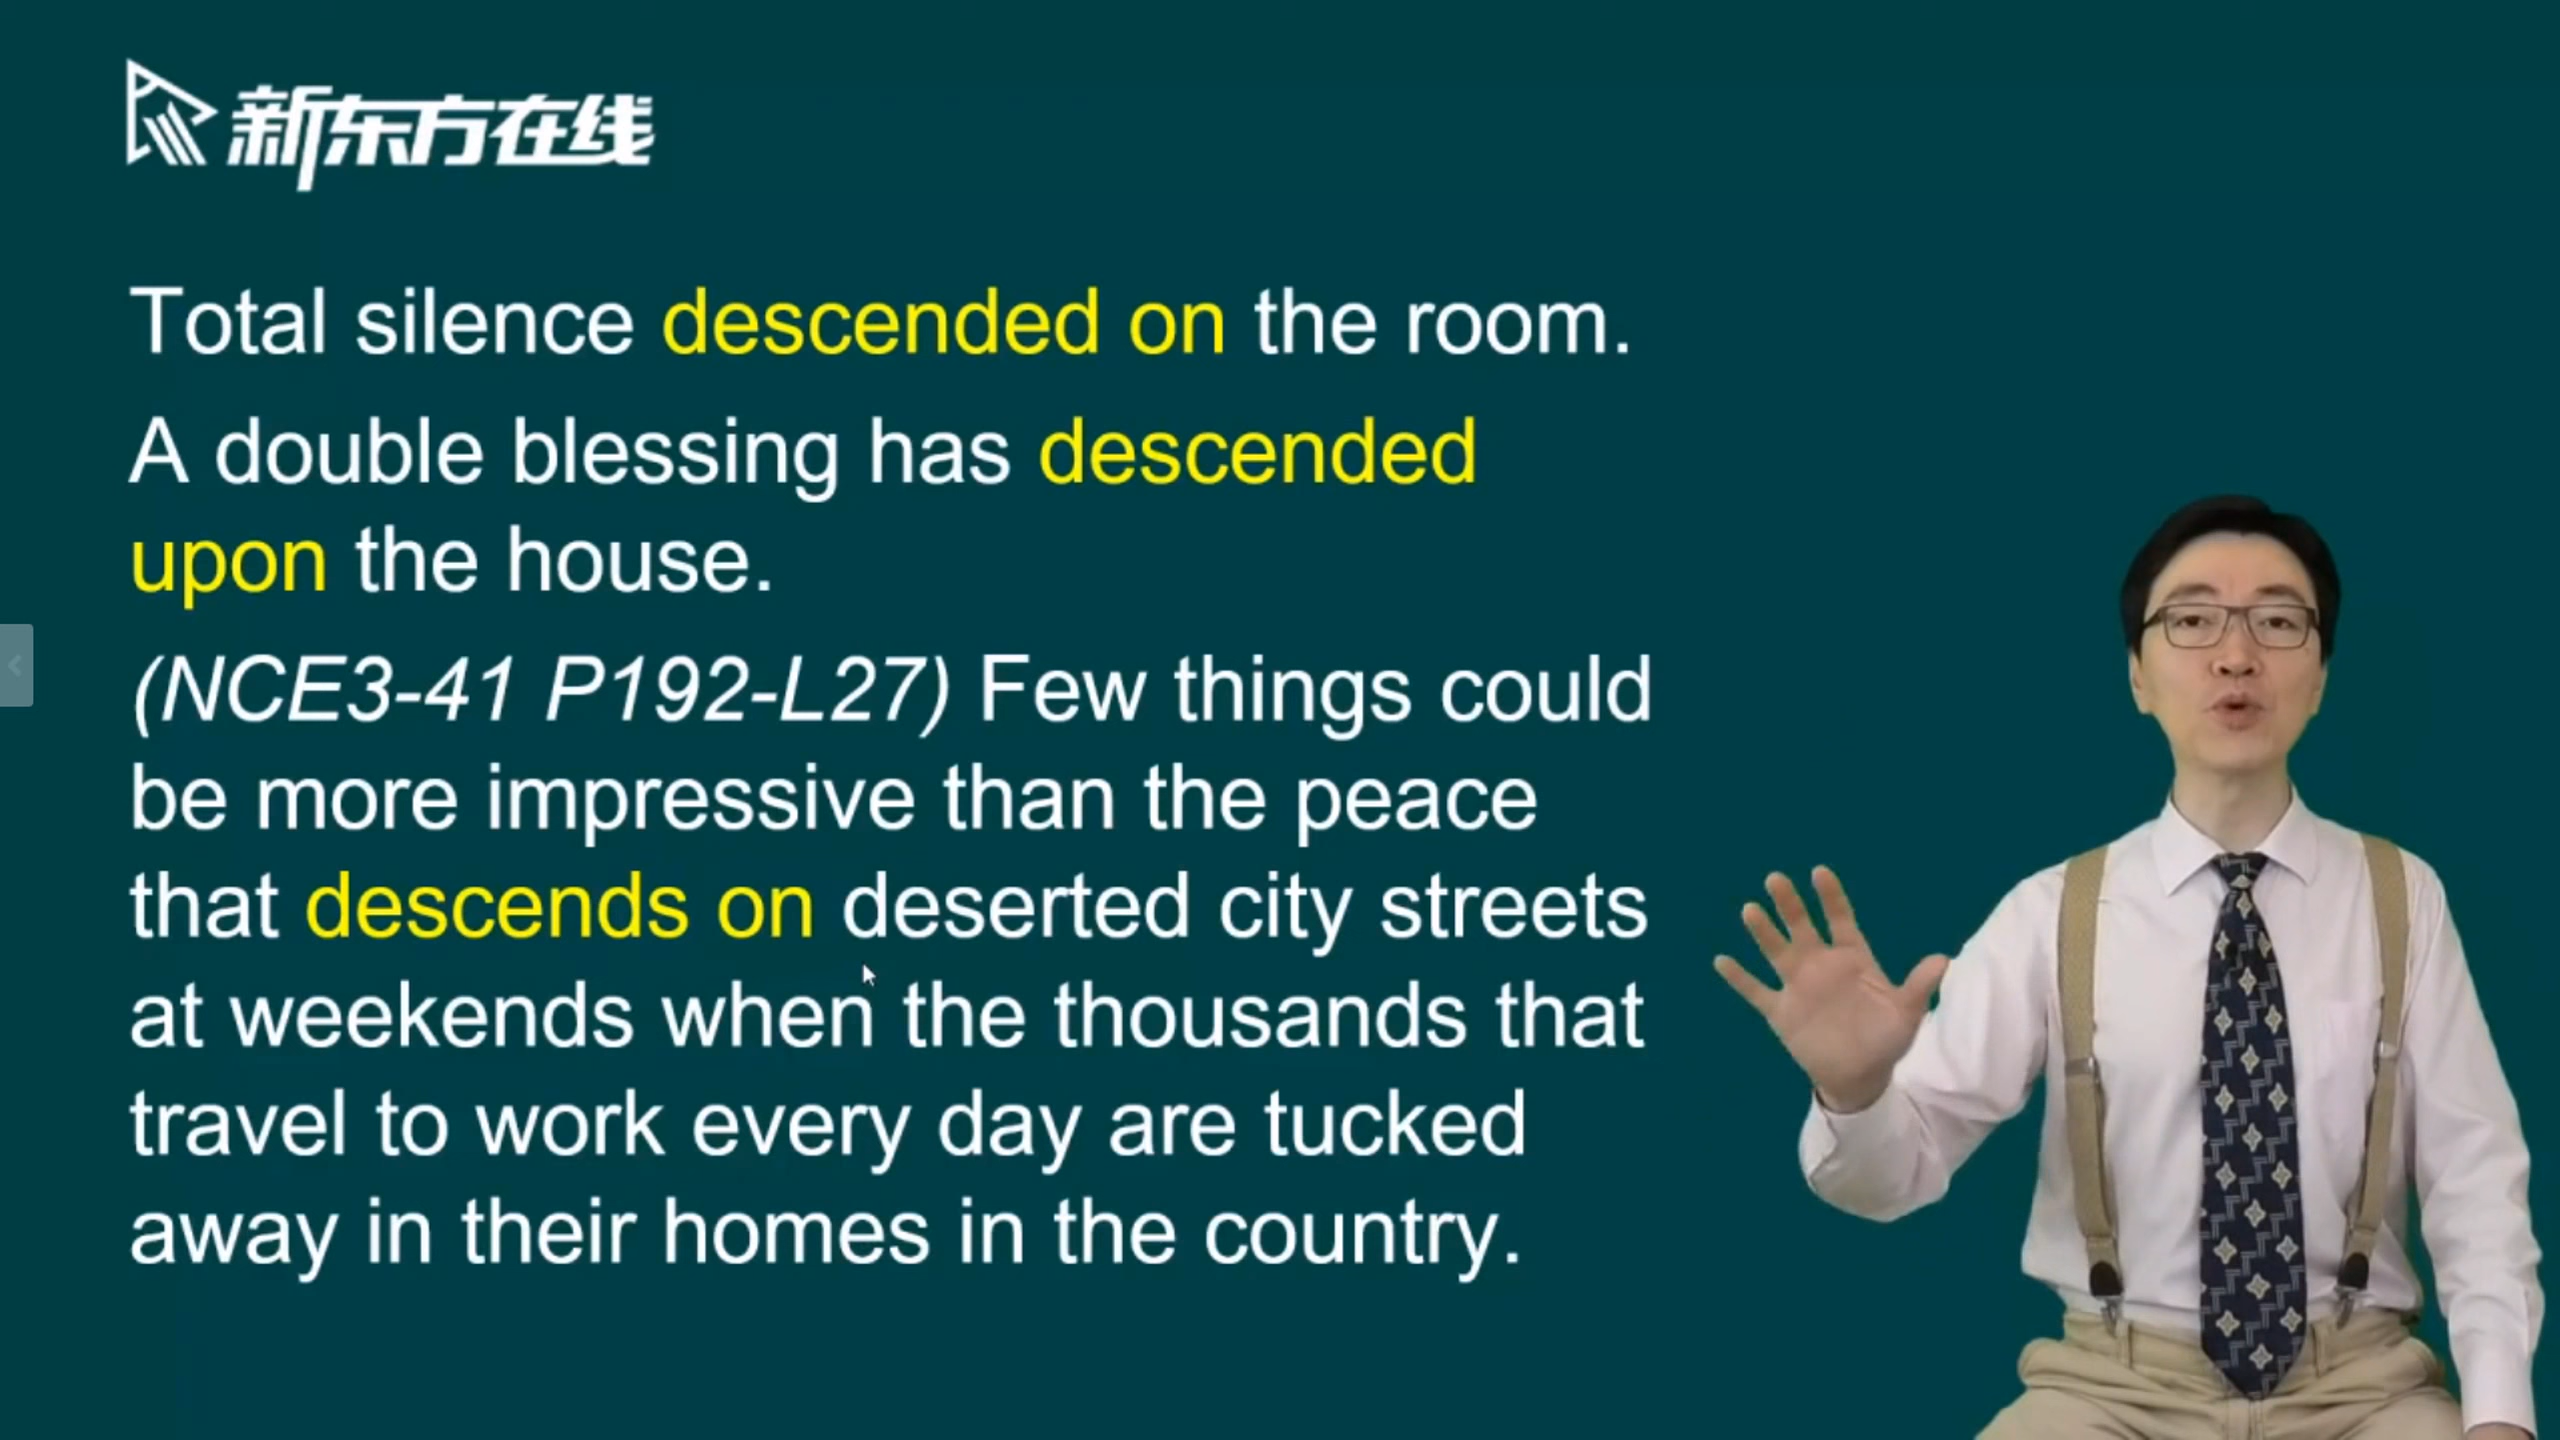 新东方在线
Total silence descended on the room.
A double blessing has descended
upon the house.
(NCE3-41 P192-L27) Few things could
be more impressive than the peace
that descends on deserted city streets
at weekends when the thousands that
travel to work every day are tucked
away in their homes in the country.